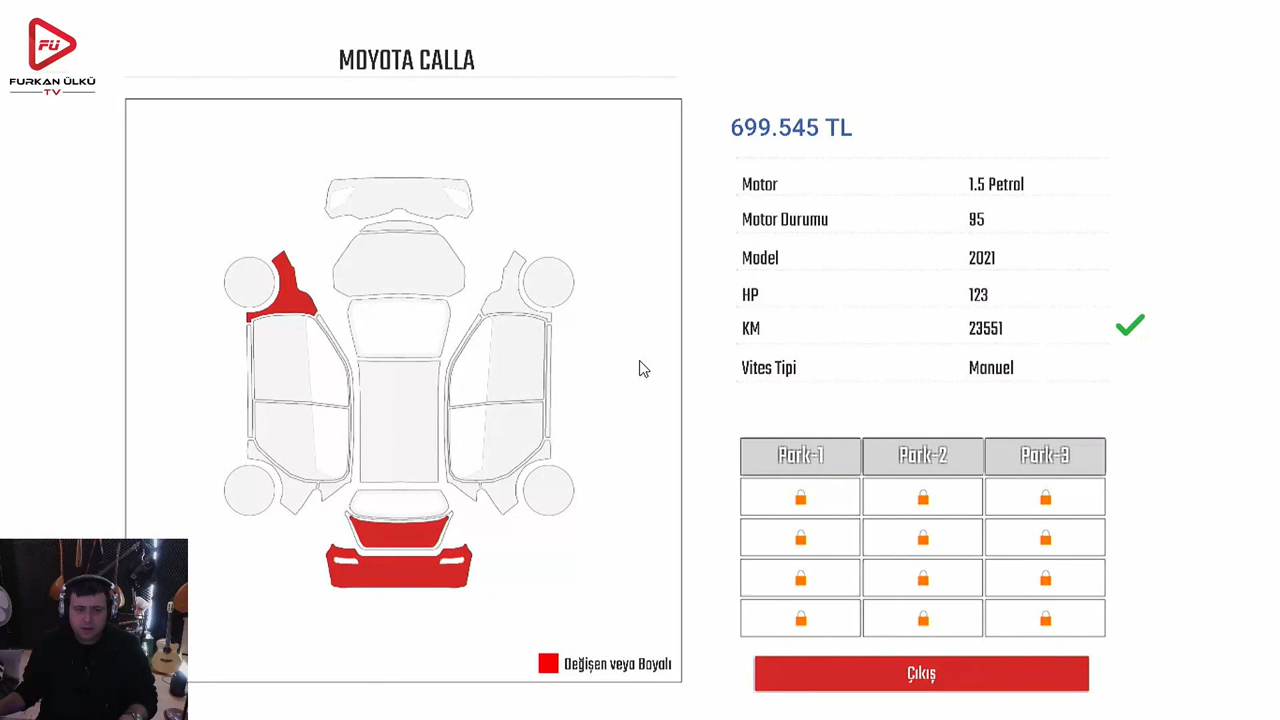 FU
FURKAN ÜLKÜ
TV
MOYOTA CALLA
699.545 TL
Motor 1.5 Petrol
Motor Durumu 95
Model 2021
HP 123
KM 23551
Vites Tipi Manuel
Park-1 Park-2 Park-3
Değişen veya Boyalı
Çıkış